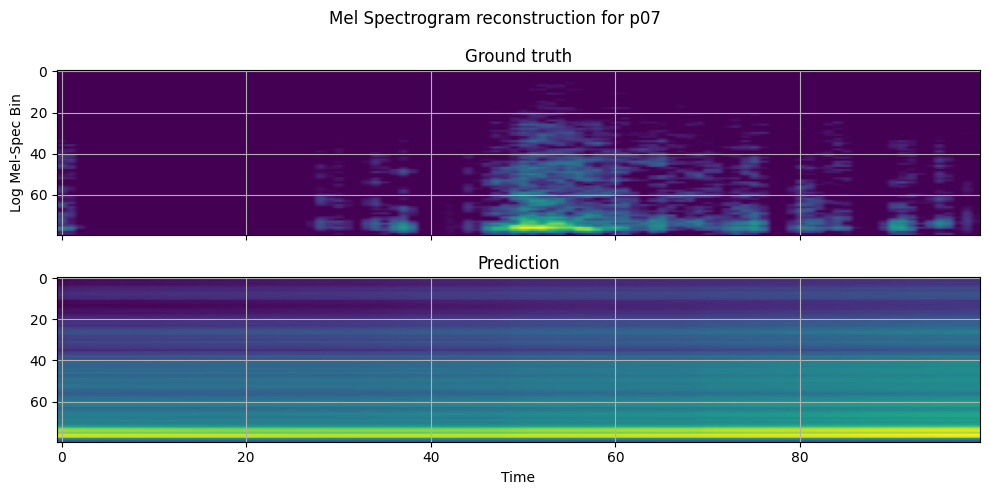 Mel Spectrogram reconstruction for p07
Ground truth
Log Mel-Spec Bin
0
20
40
60
Prediction
0
20
40
60
0 20 40 60 80
Time